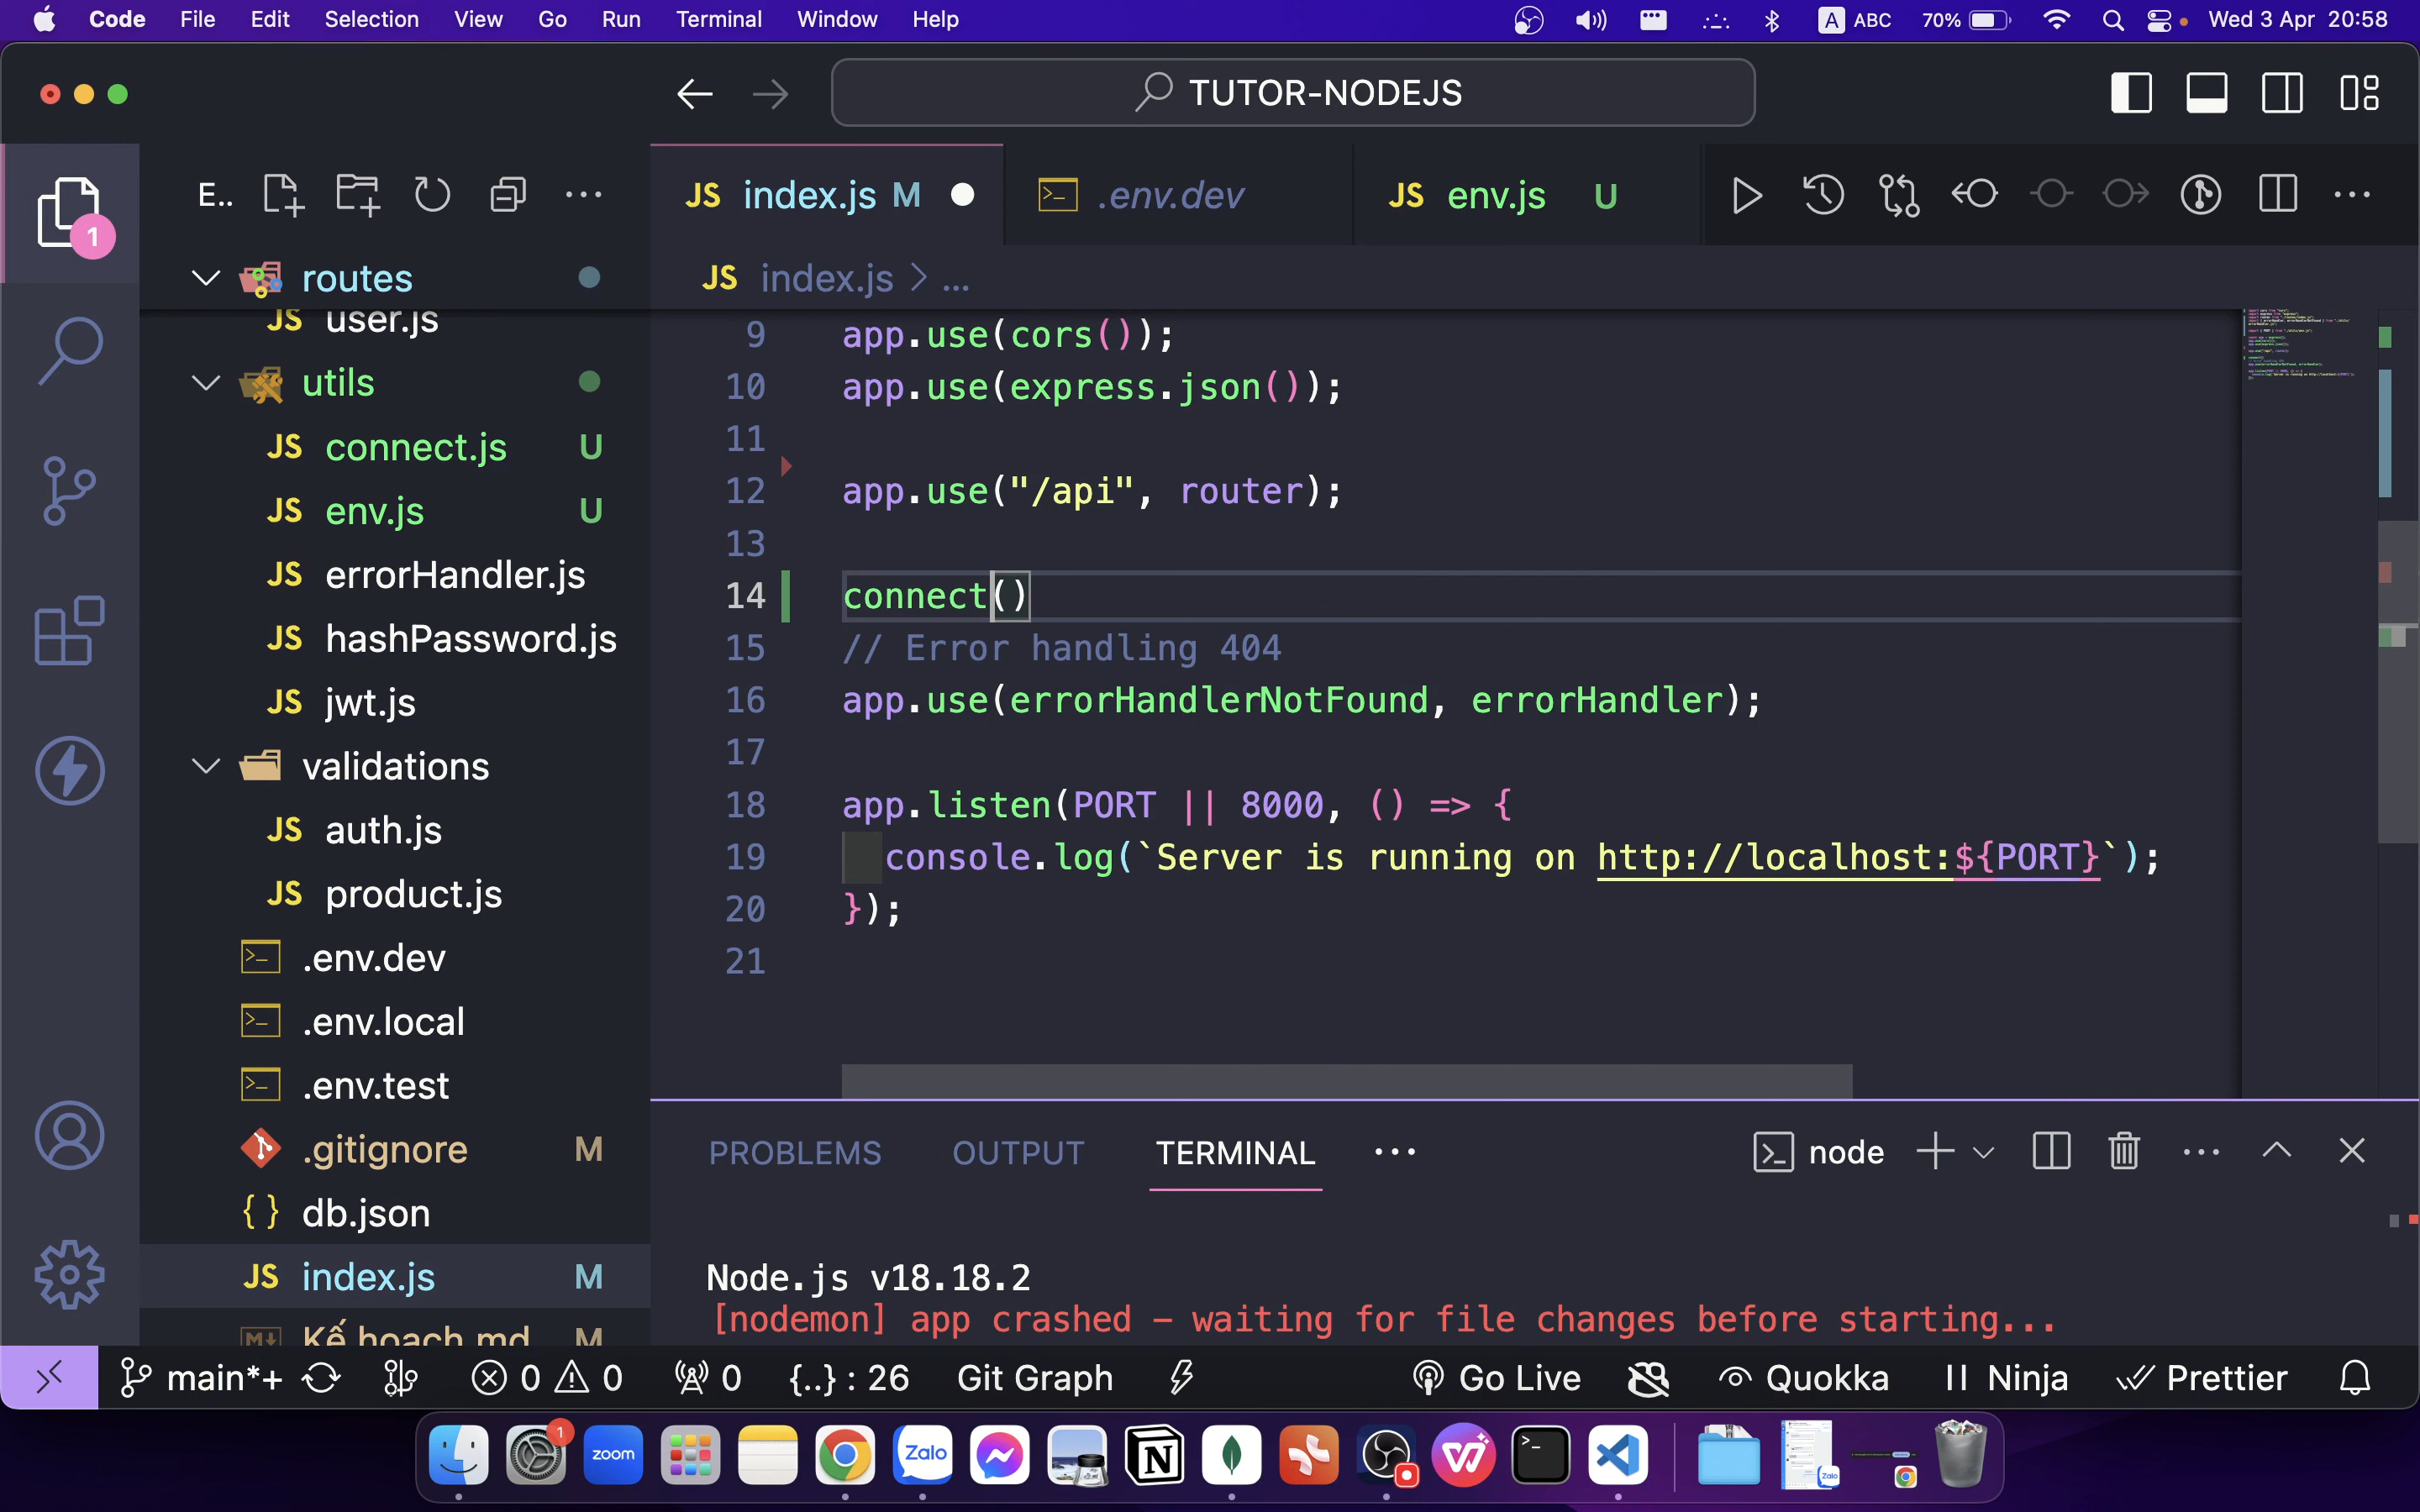 Code File Edit Selection View Go Run Terminal Window Help A ABC 70% Wed 3 Apr 20:58
TUTOR-NODEJS
E..
JS index.js M
.env.dev
JS env.js U
1
routes
JS index.js > ...
JS user.js
utils
JS connect.js U
JS env.js U
JS errorHandler.js
JS hashPassword.js
JS jwt.js
validations
JS auth.js
JS product.js
.env.dev
.env.local
.env.test
.gitignore M
{ } db.json
JS index.js M
Kế hoạch.md M
9 app.use(cors());
10 app.use(express.json());
11
12 app.use("/api", router);
13
14 connect()
15 // Error handling 404
16 app.use(errorHandlerNotFound, errorHandler);
17
18 app.listen(PORT || 8000, () => {
19 console.log(`Server is running on http://localhost:${PORT}`);
20 });
21
PROBLEMS OUTPUT TERMINAL ... node
Node.js v18.18.2
[nodemon] app crashed - waiting for file changes before starting...
main*+ 0 0 0 {..} : 26 Git Graph Go Live Quokka Ninja Prettier
1
zoom
Zalo